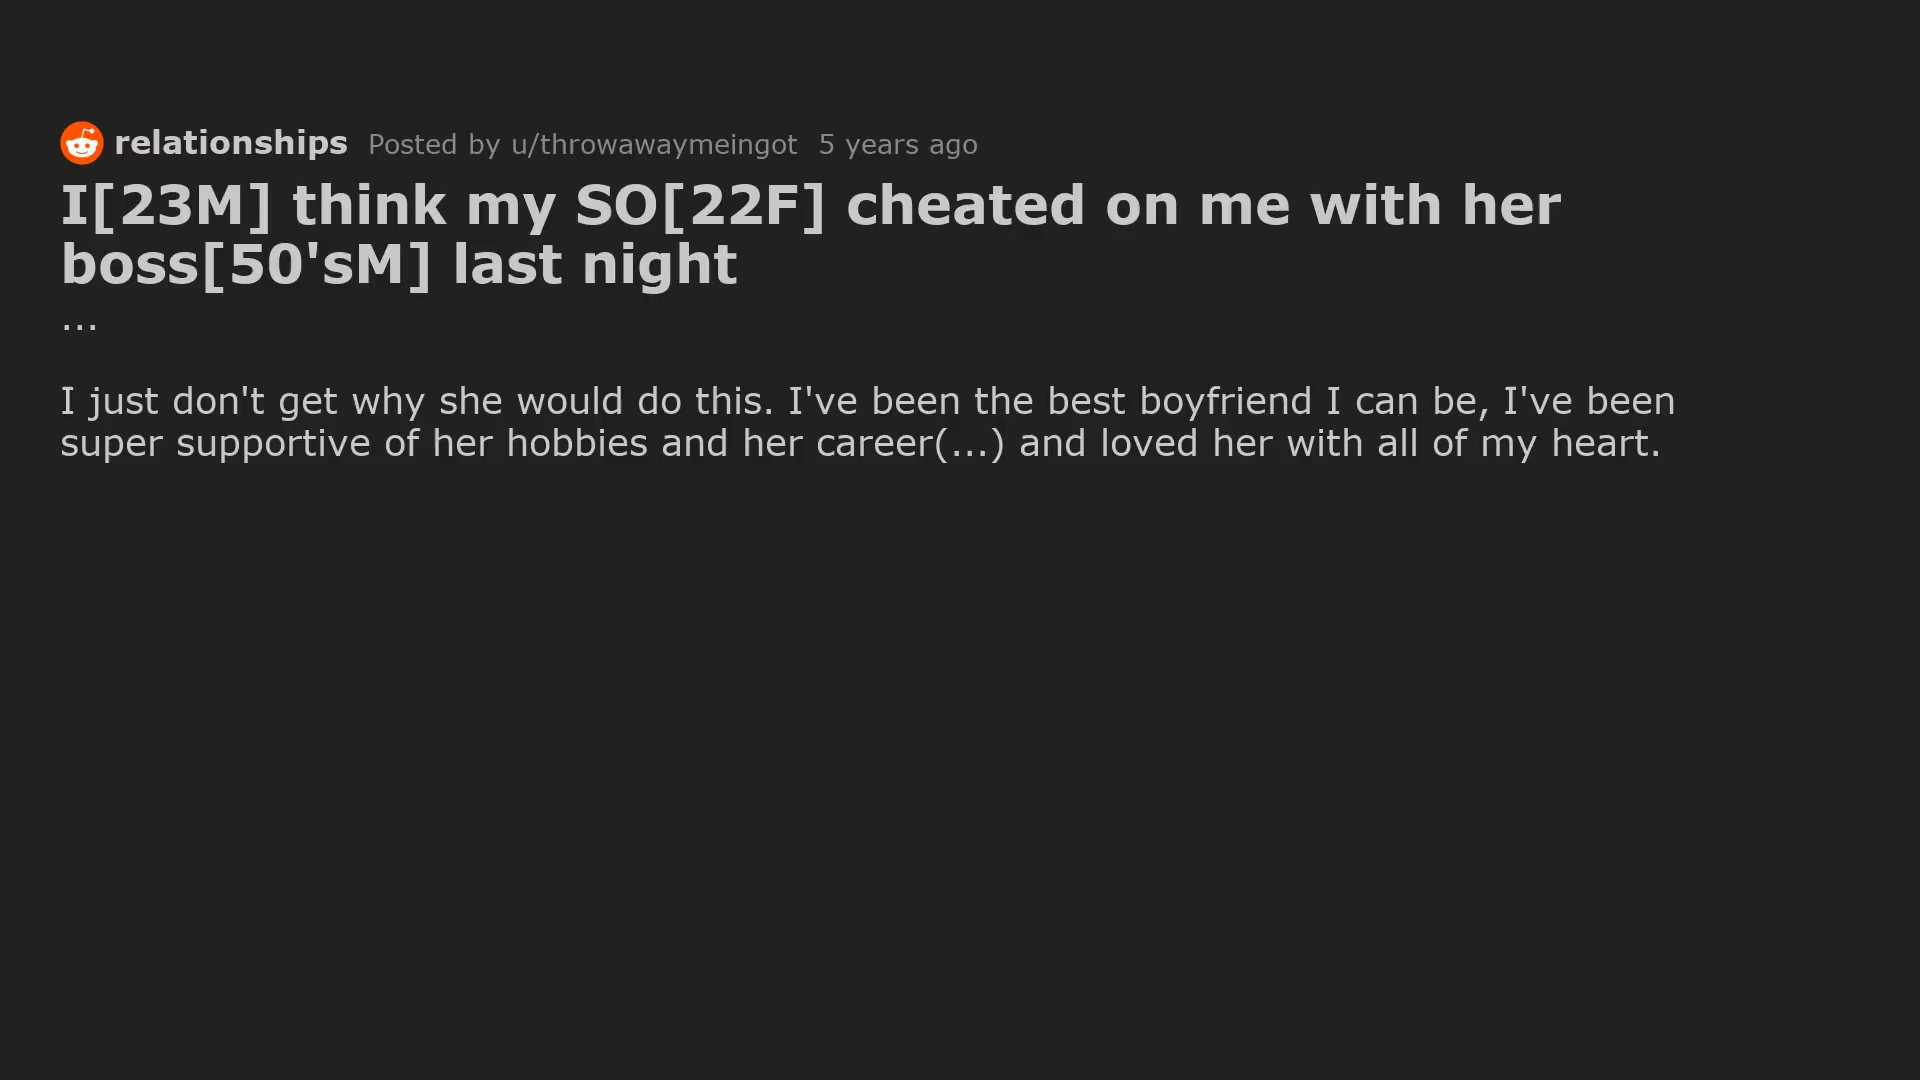 relationships Posted by u/throwawaymeingot 5 years ago
I[23M] think my SO[22F] cheated on me with her
boss[50'sM] last night
...
I just don't get why she would do this. I've been the best boyfriend I can be, I've been
super supportive of her hobbies and her career(...) and loved her with all of my heart.